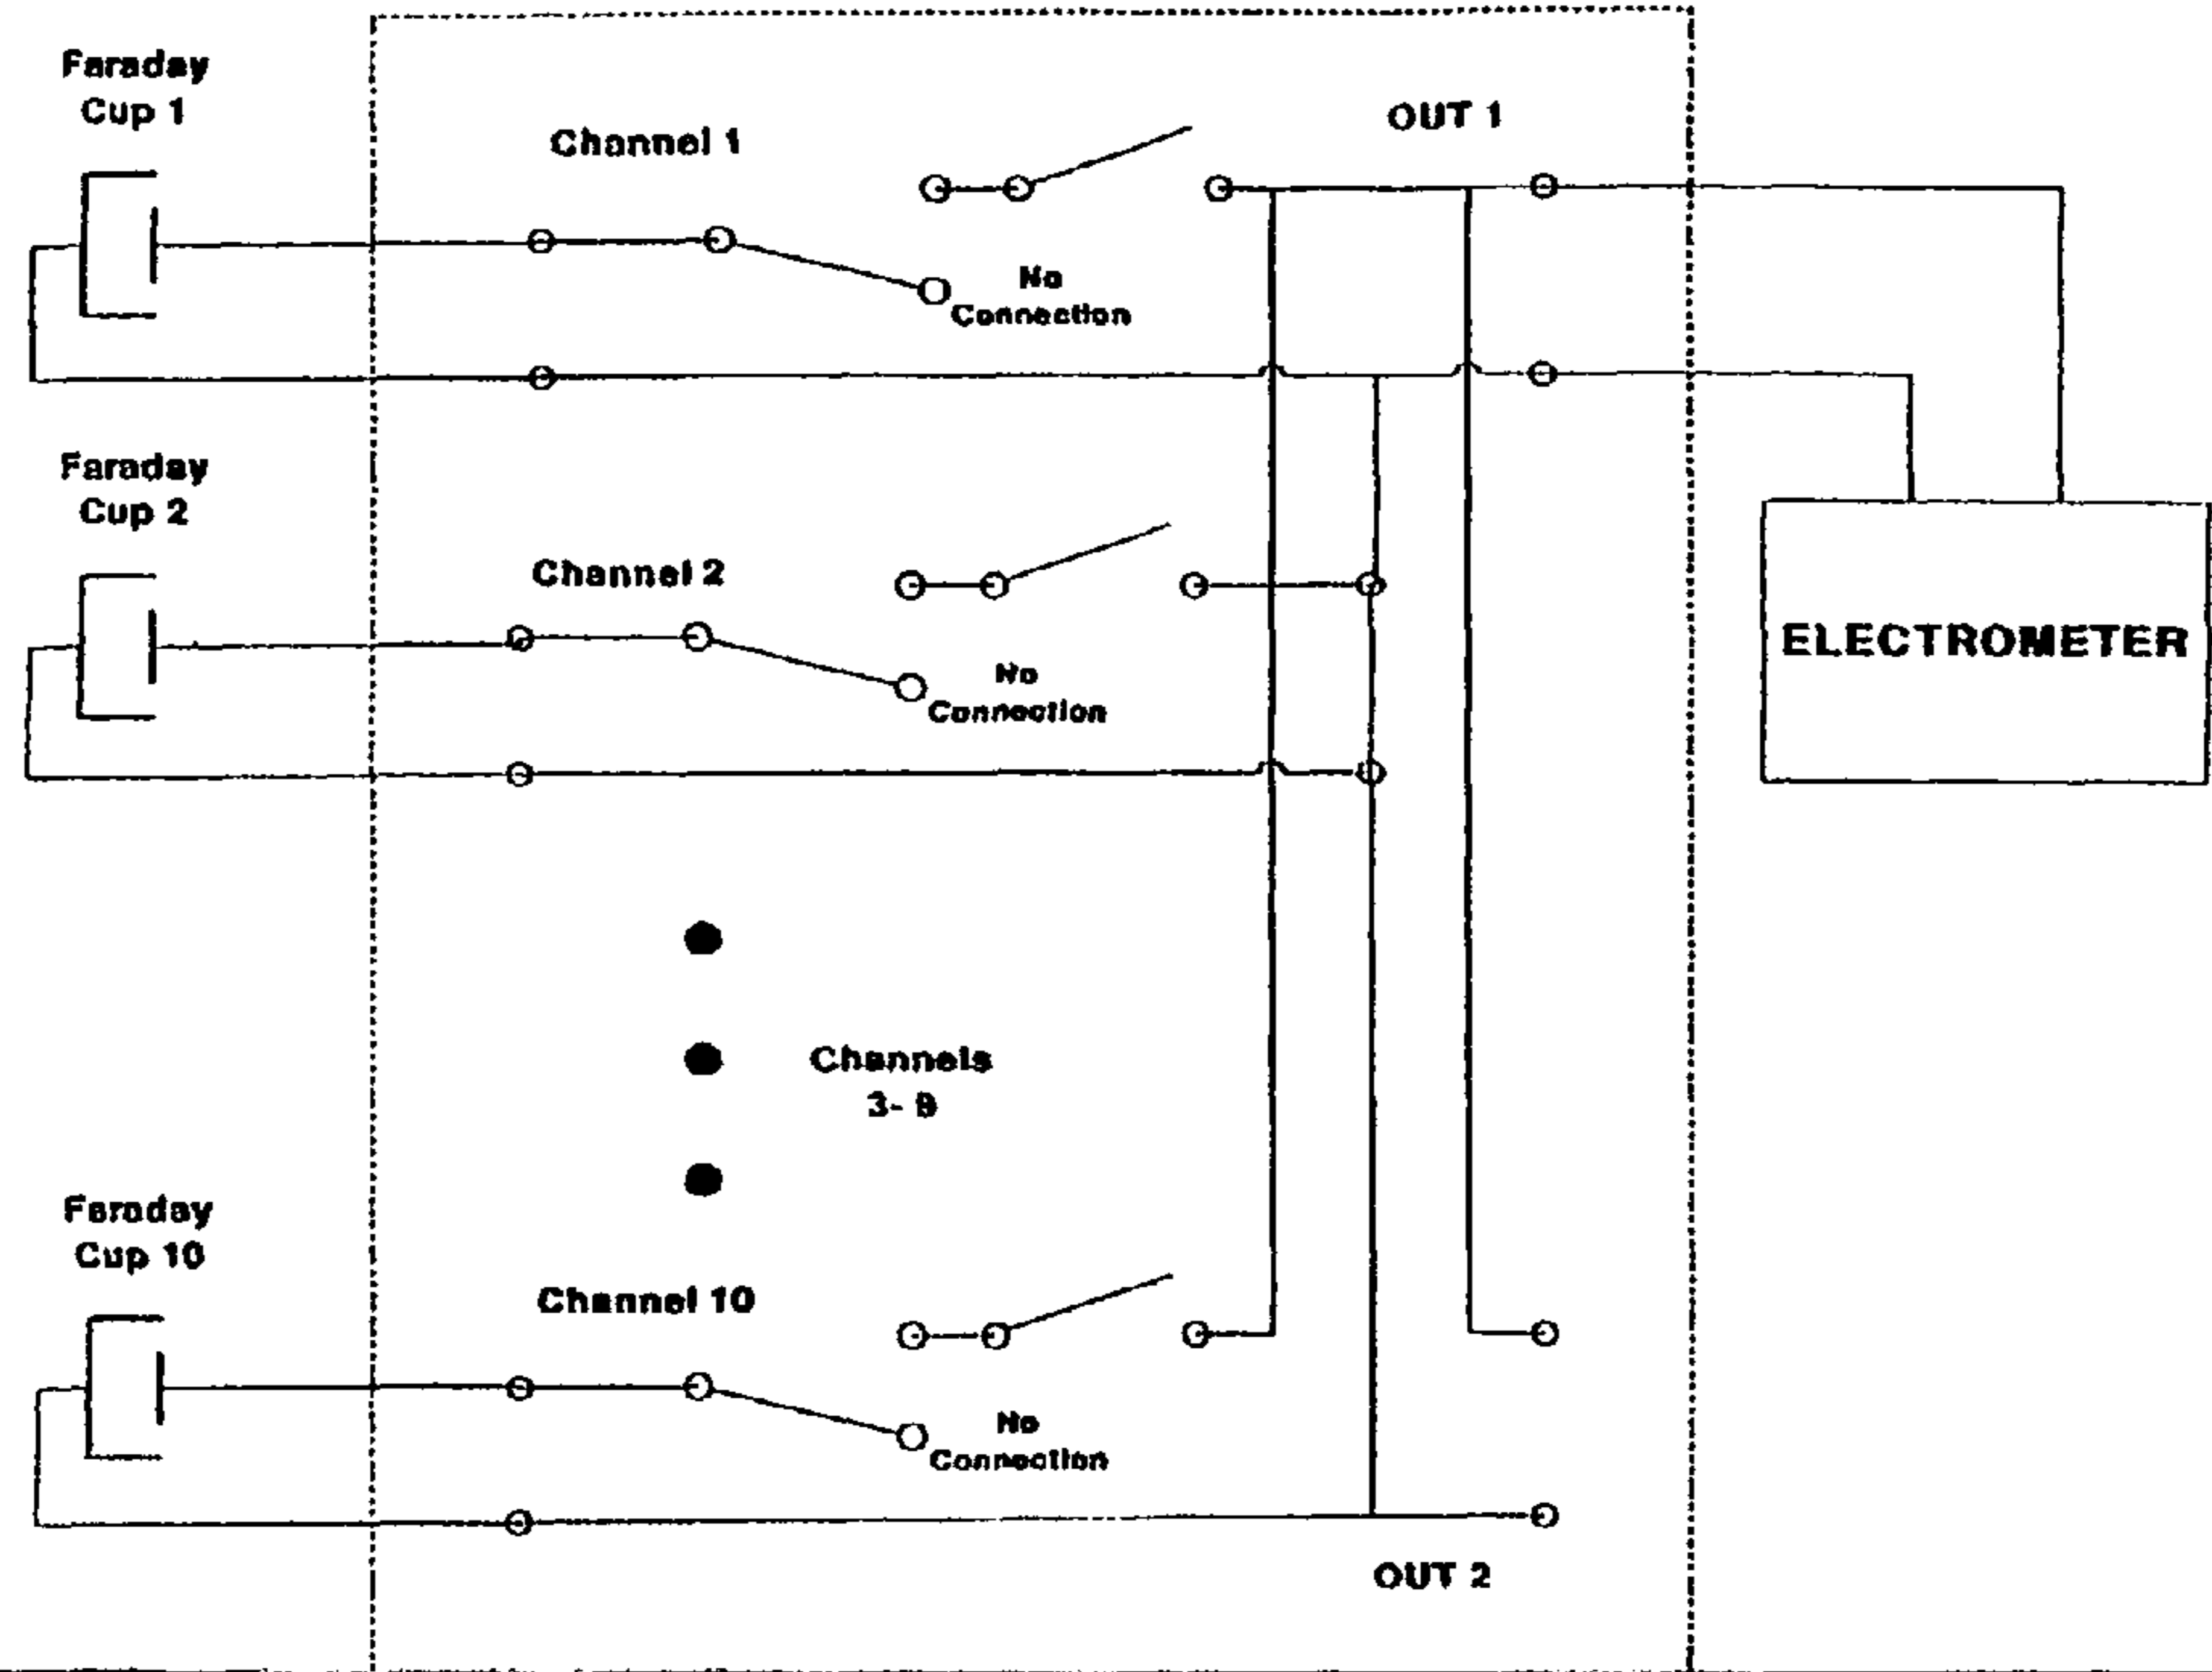 Faraday
Cup 1
Channel 1
OUT 1
No
Connection
Faraday
Cup 2
Channel 2
No
Connection
ELECTROMETER
Channels
3- 9
Faraday
Cup 10
Channel 10
No
Connection
OUT 2